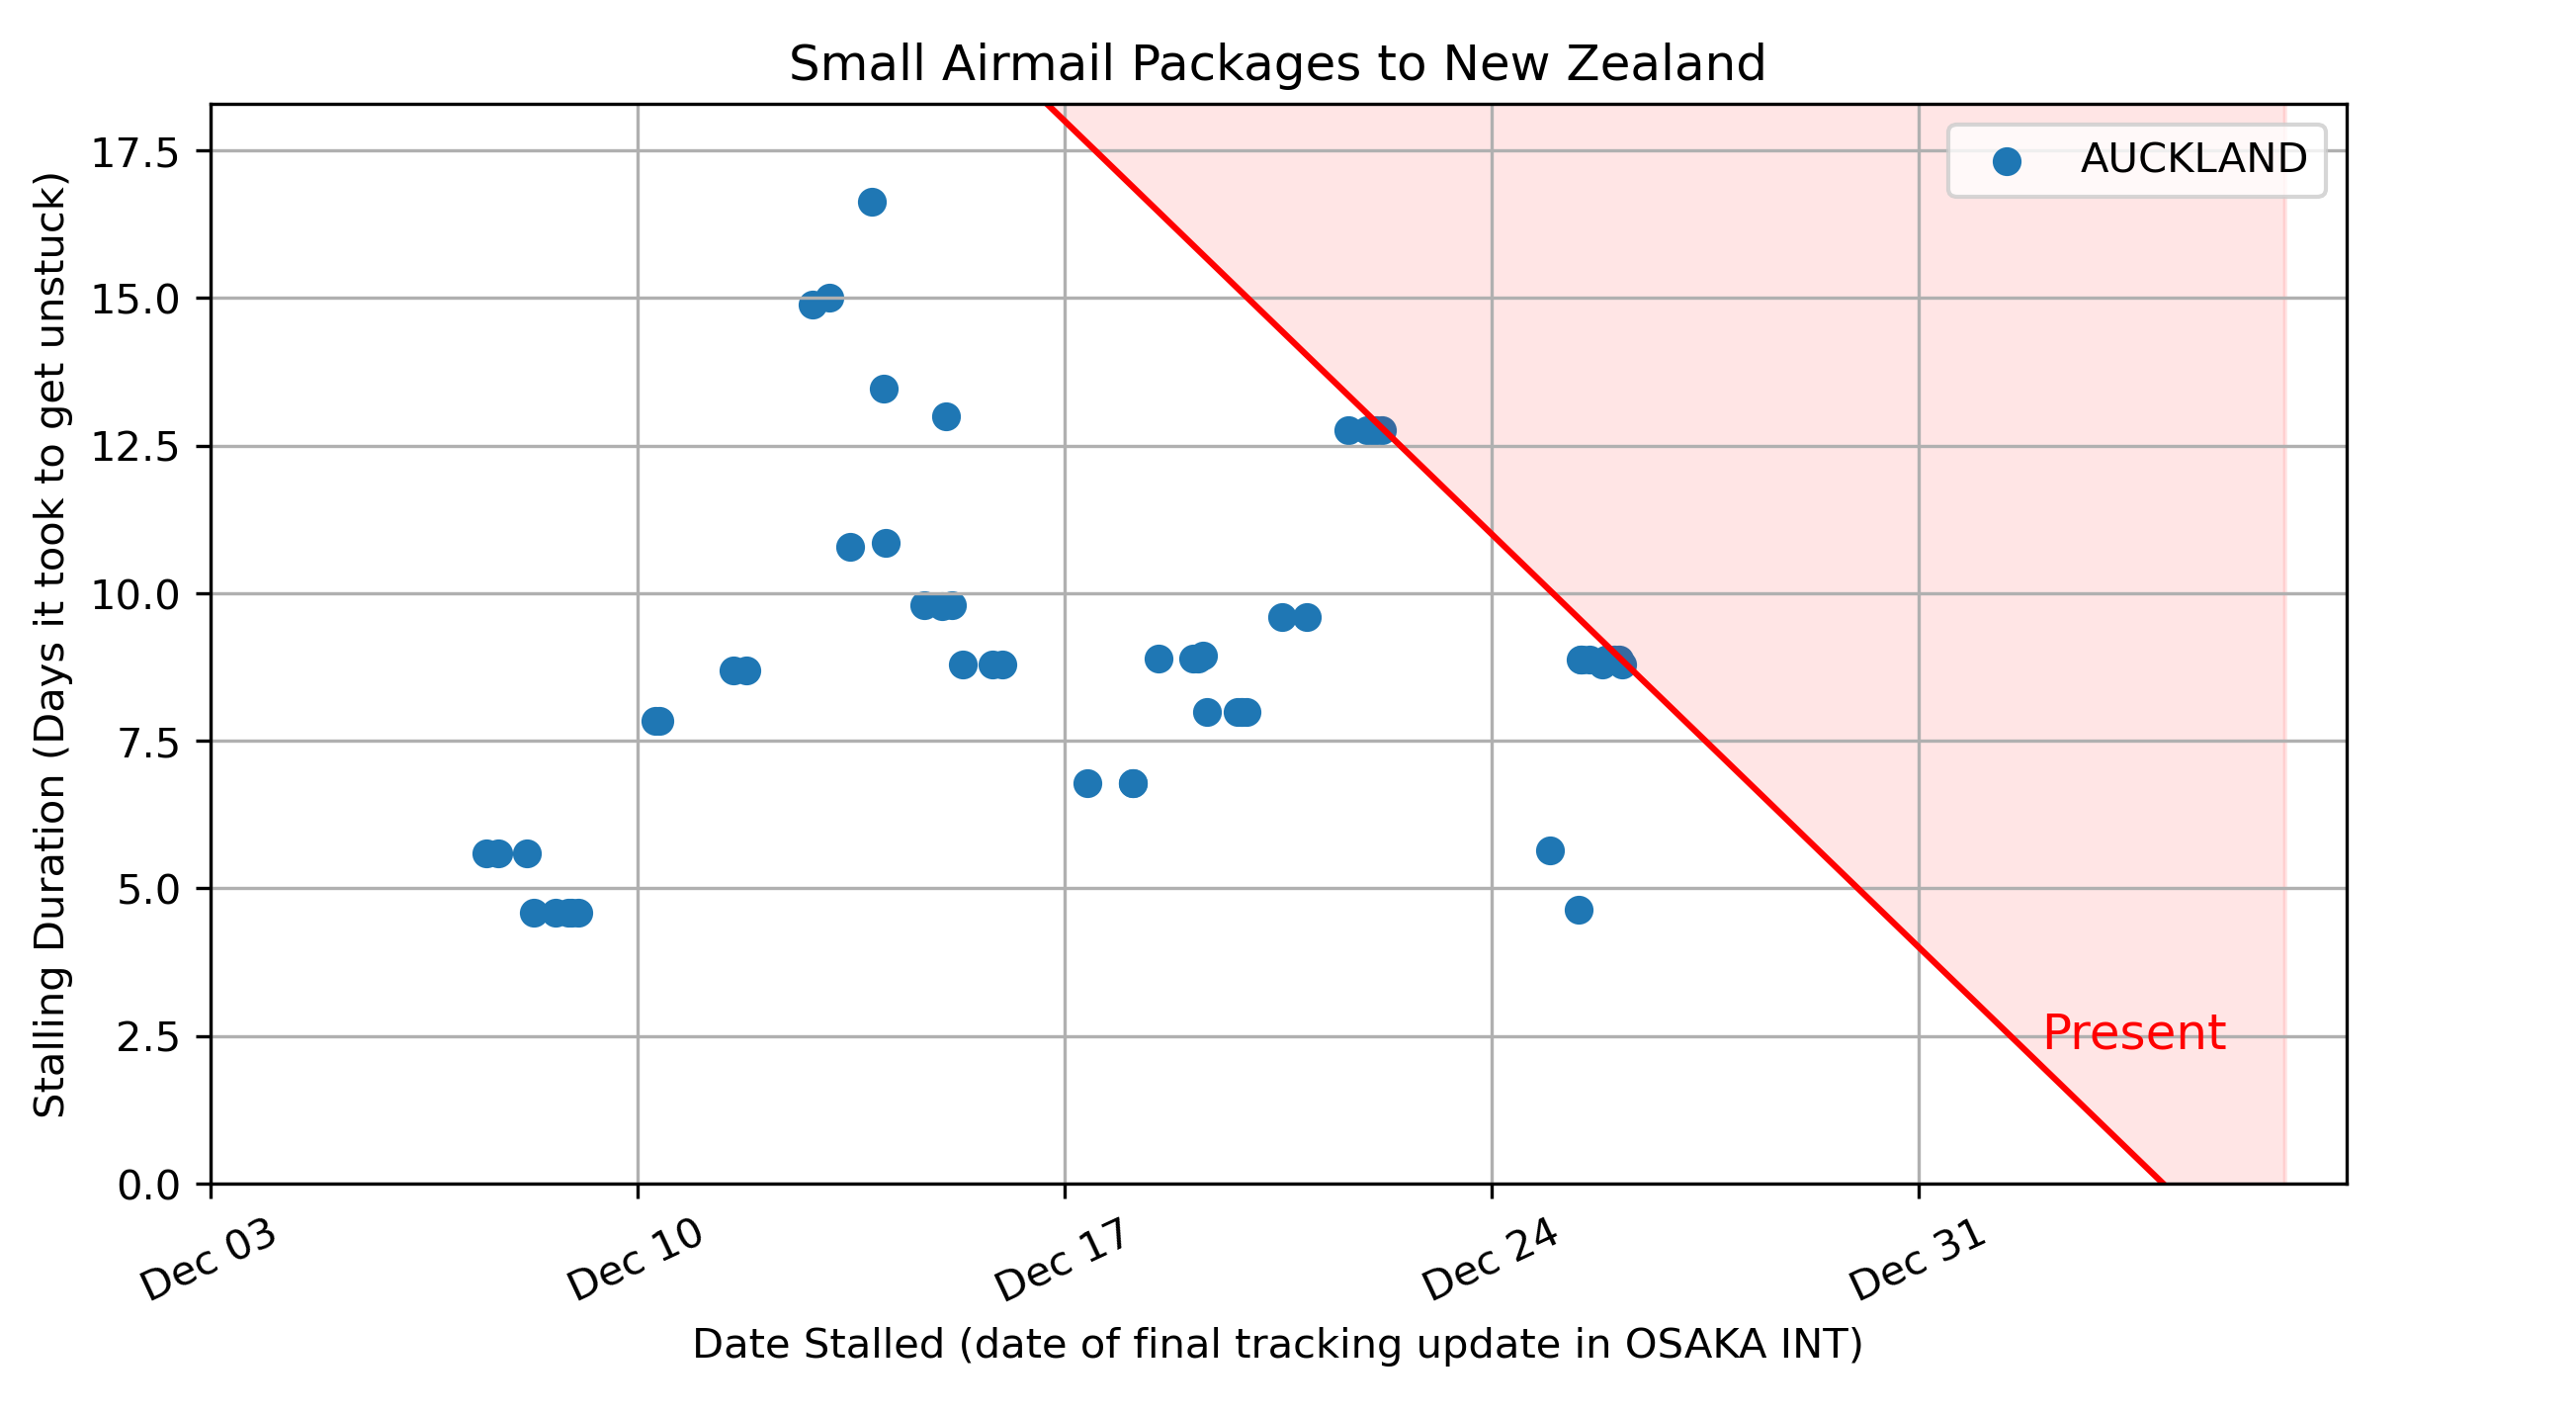 Small Airmail Packages to New Zealand
AUCKLAND
Stalling Duration (Days it took to get unstuck)
17.5
15.0
12.5
10.0
7.5
5.0
2.5
0.0
Present
Dec 03
Dec 10
Dec 17
Dec 24
Dec 31
Date Stalled (date of final tracking update in OSAKA INT)